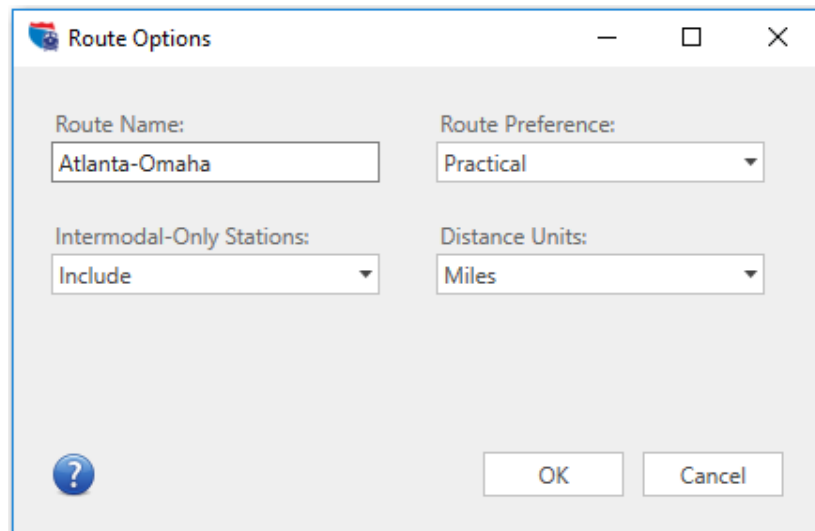 Route Options
Route Name:
Route Preference:
Atlanta-Omaha
Practical
Intermodal-Only Stations:
Distance Units:
Include
Miles
?
OK
Cancel